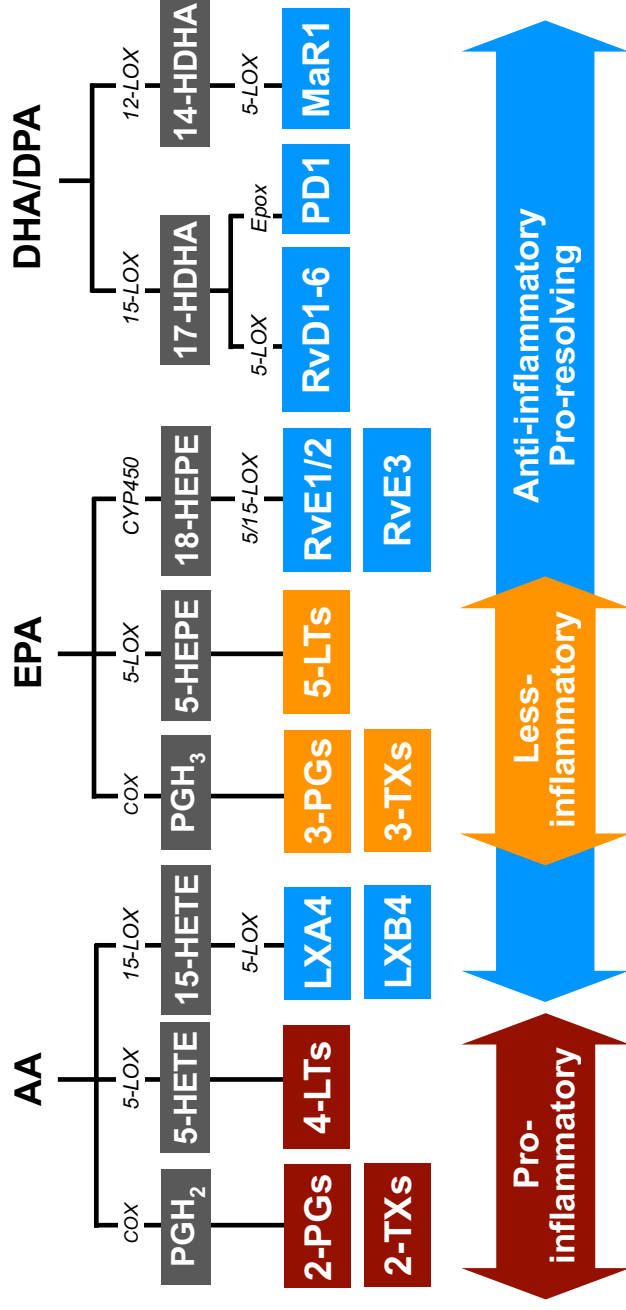 AA
EPA
DHA/DPA
COX
5-LOX
15-LOX
COX
5-LOX
CYP450
15-LOX
12-LOX
PGH2
5-HETE
15-HETE
PGH3
5-HEPE
18-HEPE
17-HDHA
14-HDHA
5-LOX
5/15-LOX
5-LOX
Epox
5-LOX
2-PGs
4-LTs
LXA4
3-PGs
5-LTs
RvE1/2
RvD1-6
PD1
MaR1
2-TXs
LXB4
3-TXs
RvE3
Pro-
inflammatory
Less-
inflammatory
Anti-inflammatory
Pro-resolving